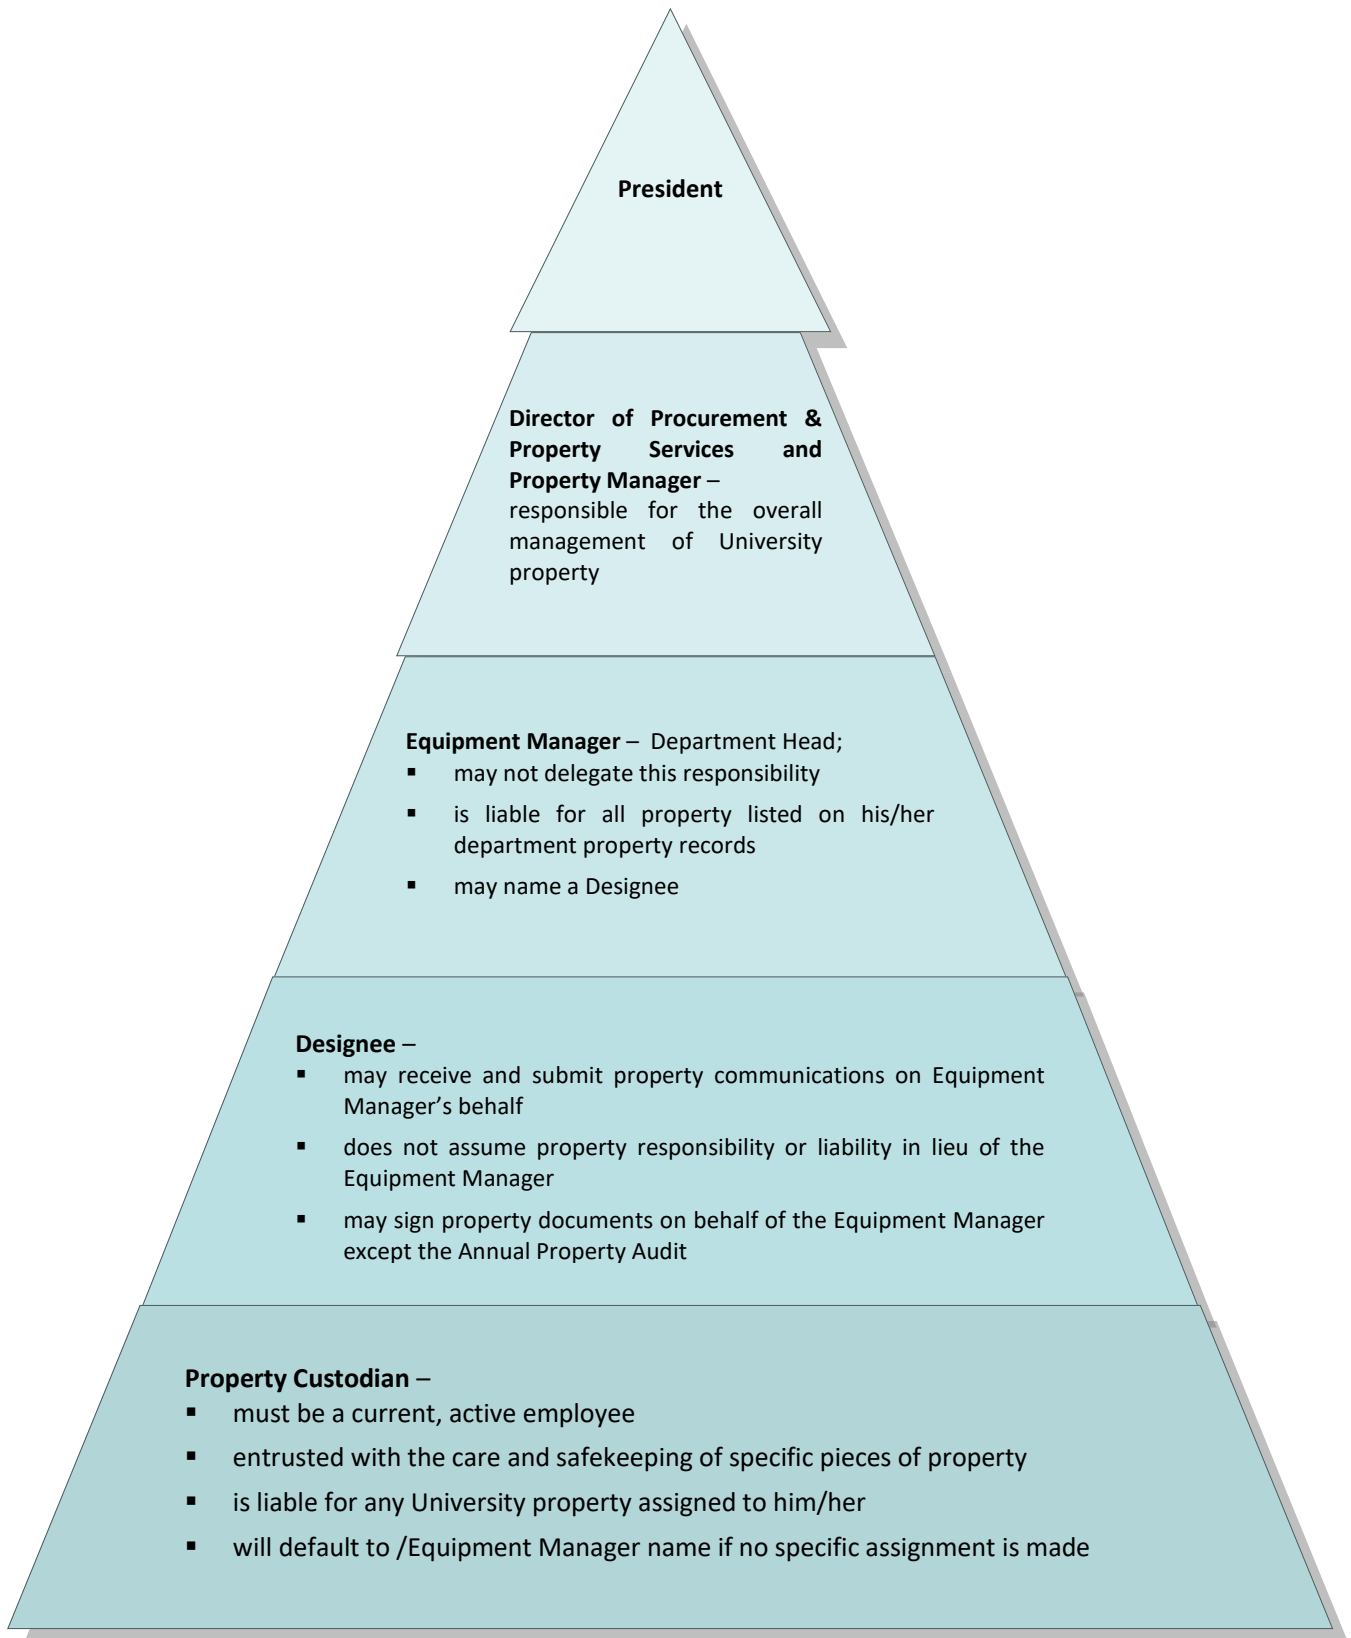 President
Director of Procurement &
Property Services and
Property Manager –
responsible for the overall
management of University
property
Equipment Manager – Department Head;
▪ may not delegate this responsibility
▪ is liable for all property listed on his/her
department property records
▪ may name a Designee
Designee –
▪ may receive and submit property communications on Equipment
Manager’s behalf
▪ does not assume property responsibility or liability in lieu of the
Equipment Manager
▪ may sign property documents on behalf of the Equipment Manager
except the Annual Property Audit
Property Custodian –
▪ must be a current, active employee
▪ entrusted with the care and safekeeping of specific pieces of property
▪ is liable for any University property assigned to him/her
▪ will default to /Equipment Manager name if no specific assignment is made